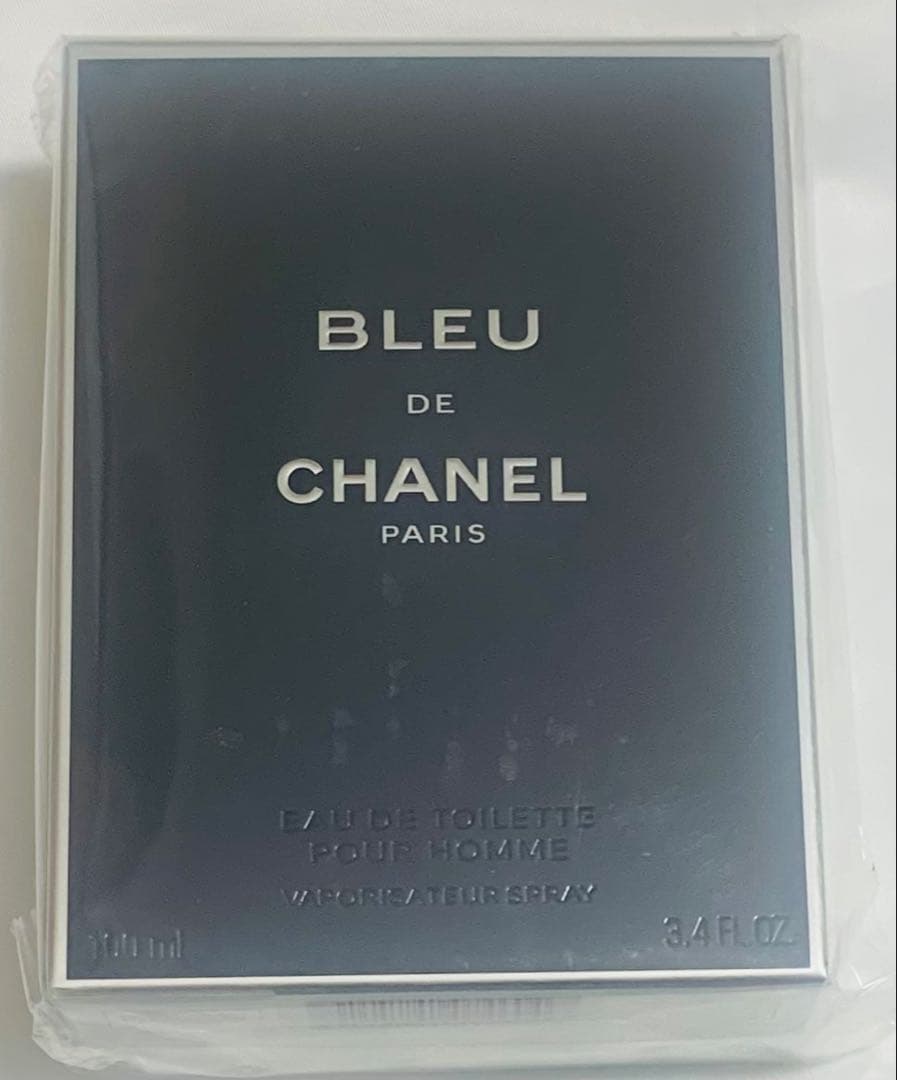 BLEU
DE
CHANEL
PARIS
EAU DE TOILETTE
POUR HOMME
VAPORISATEUR SPRAY
100 ml
3.4 FL. OZ.